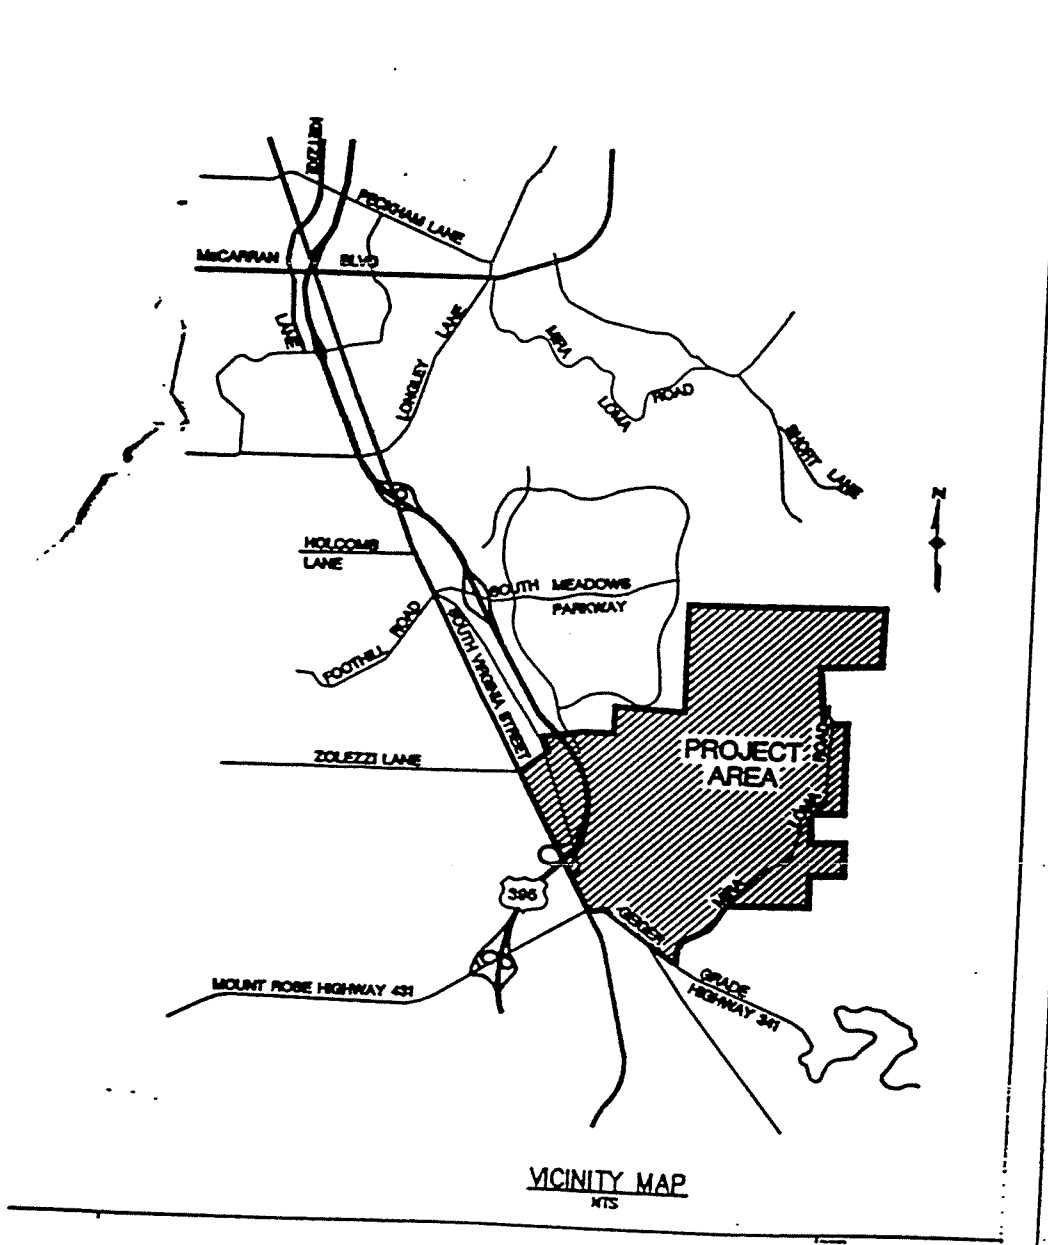 KIETZKE
PECKHAM LANE
McCARRAN BLVD
LANE
LONGLEY LANE
MIRA
LOMA ROAD
SHORT LANE
N
HOLCOMB
LANE
SOUTH MEADOWS
PARKWAY
FOOTHILL ROAD
SOUTH VIRGINIA STREET
ZOLEZZI LANE
PROJECT
AREA
MIRA LOMA ROAD
395
GEIGER
GRADE
HIGHWAY 341
MOUNT ROSE HIGHWAY 431
VICINITY MAP
NTS